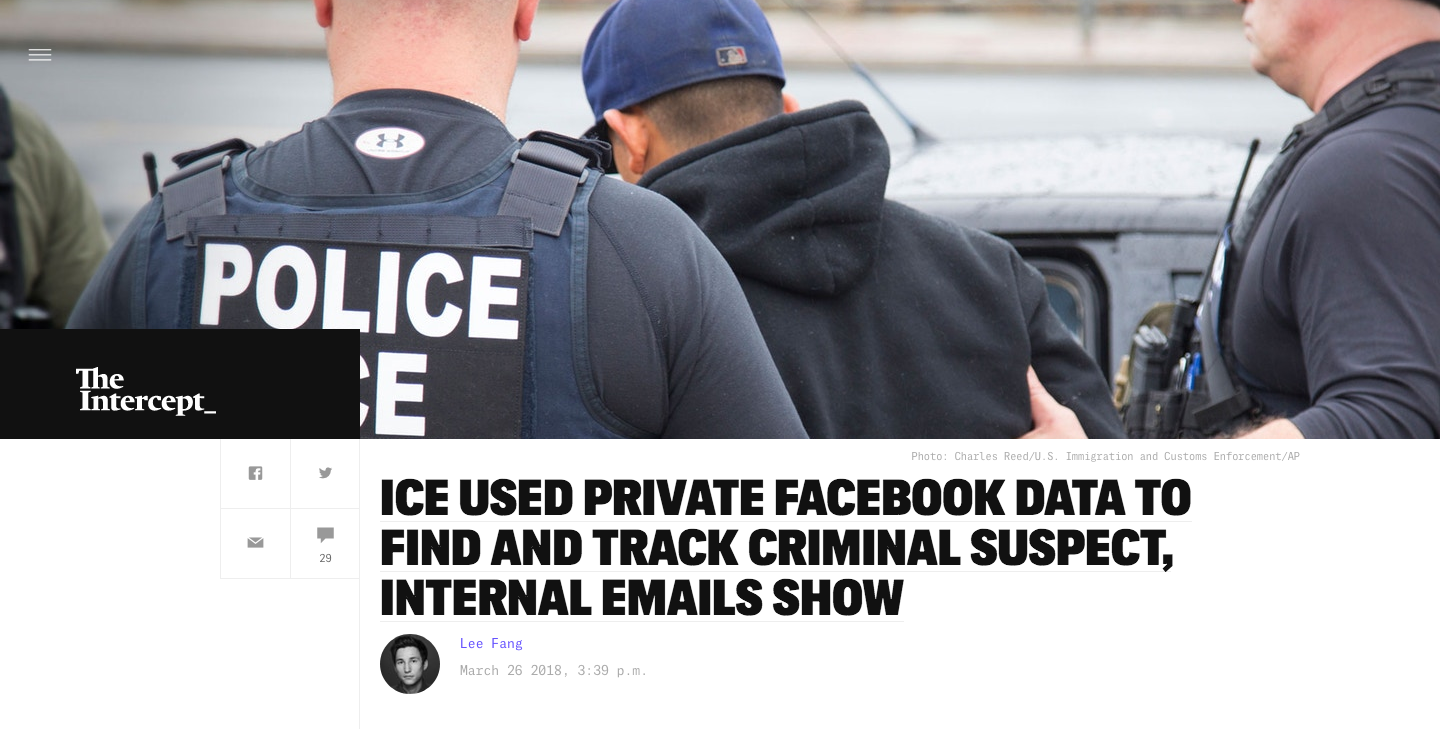 POLICE
ICE
The
Intercept_
Photo: Charles Reed/U.S. Immigration and Customs Enforcement/AP
ICE USED PRIVATE FACEBOOK DATA TO
FIND AND TRACK CRIMINAL SUSPECT,
INTERNAL EMAILS SHOW
29
Lee Fang
March 26 2018, 3:39 p.m.